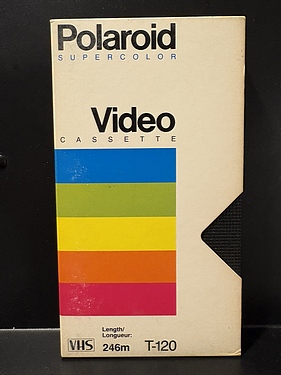 Polaroid
SUPERCOLOR
Video
CASSETTE
Length/
Longueur:
VHS 246m T-120